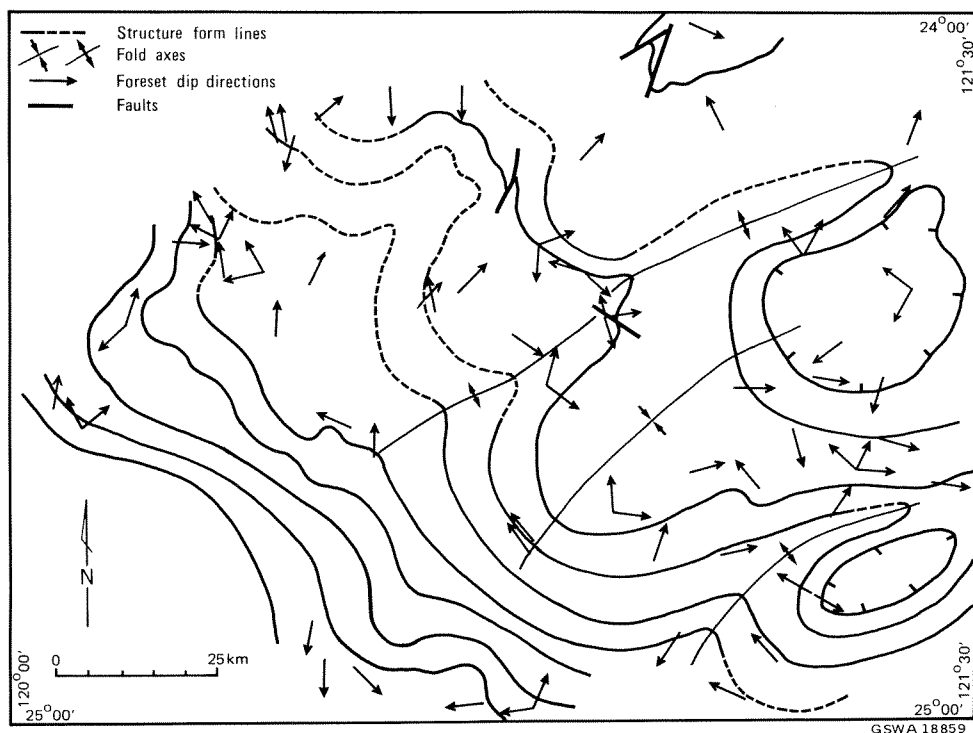 Structure form lines
Fold axes
Foreset dip directions
Faults
24°00'
121°30'
N
0 25 km
120°00'
25°00'
121°30'
25°00'
GSWA 18859